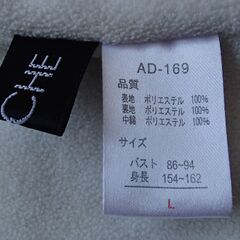 AD-169
品質
表地 ポリエステル 100%
裏地 ポリエステル 100%
中綿 ポリエステル 100%
サイズ
バスト 86~94
身長 154~162
L